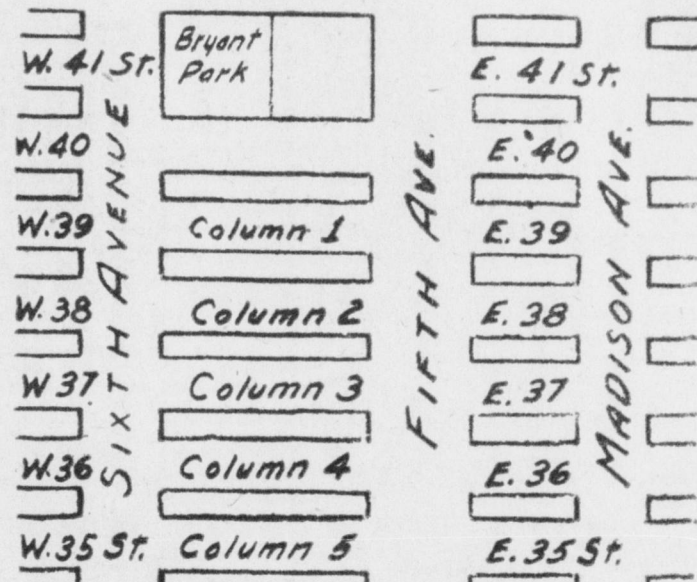 Bryant
Park
W. 41 St.
E. 41 St.
W. 40
E. 40
W. 39
Column 1
E. 39
W. 38
Column 2
E. 38
W 37
Column 3
E. 37
W. 36
Column 4
E. 36
W. 35 St.
Column 5
E. 35 St.
SIXTH AVENUE
FIFTH AVE.
MADISON AVE.